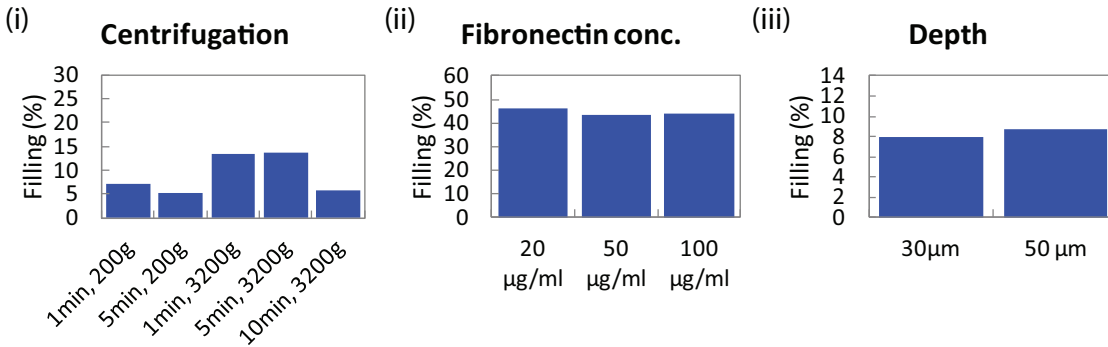 (i)
Centrifugation
Filling (%)
30
25
20
15
10
5
0
1min, 200g
5min, 200g
1min, 3200g
5min, 3200g
10min, 3200g
(ii)
Fibronectin conc.
Filling (%)
60
50
40
30
20
10
0
20
µg/ml
50
µg/ml
100
µg/ml
(iii)
Depth
Filling (%)
14
12
10
8
6
4
2
0
30µm
50 µm